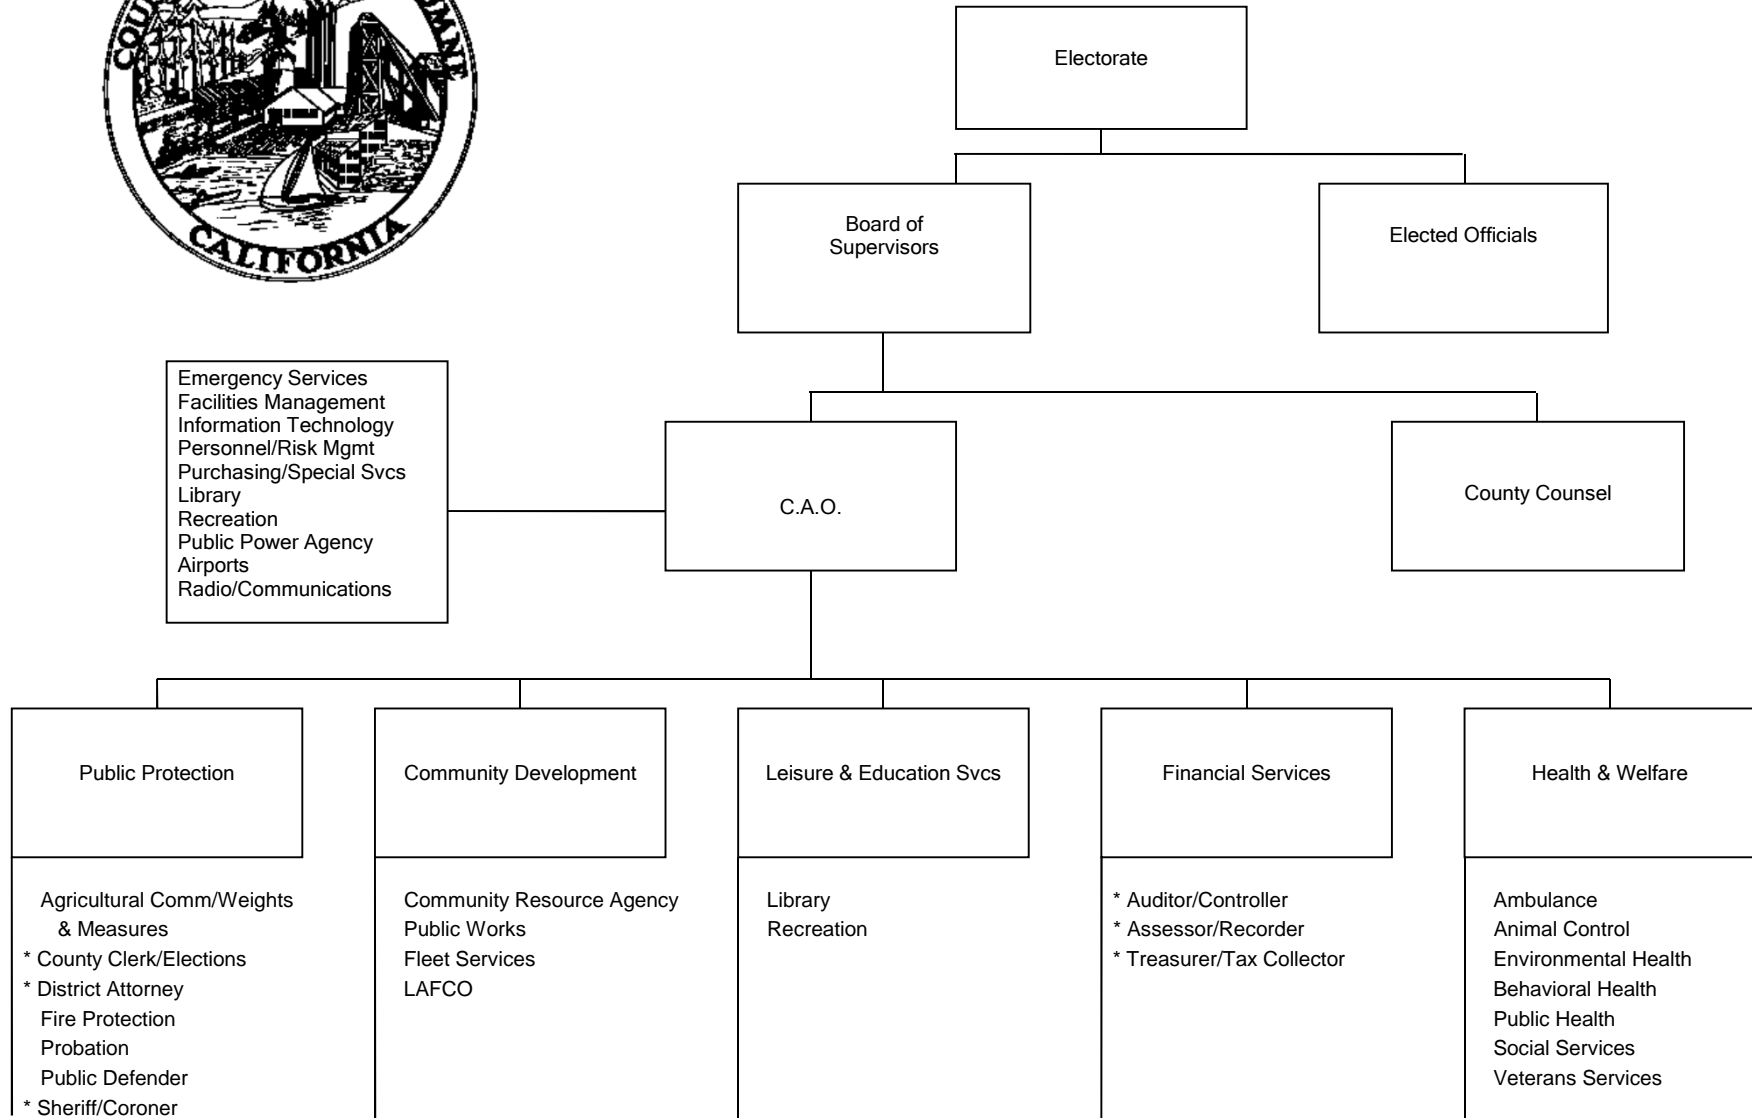 COU
OMNE
CALIFORNIA
Electorate
Board of
Supervisors
Elected Officials
Emergency Services
Facilities Management
Information Technology
Personnel/Risk Mgmt
Purchasing/Special Svcs
Library
Recreation
Public Power Agency
Airports
Radio/Communications
C.A.O.
County Counsel
Public Protection
Community Development
Leisure & Education Svcs
Financial Services
Health & Welfare
Agricultural Comm/Weights
& Measures
* County Clerk/Elections
* District Attorney
Fire Protection
Probation
Public Defender
* Sheriff/Coroner
Community Resource Agency
Public Works
Fleet Services
LAFCO
Library
Recreation
* Auditor/Controller
* Assessor/Recorder
* Treasurer/Tax Collector
Ambulance
Animal Control
Environmental Health
Behavioral Health
Public Health
Social Services
Veterans Services